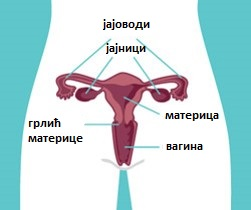 јајоводи
јајници
материца
грлић
материце
вагина